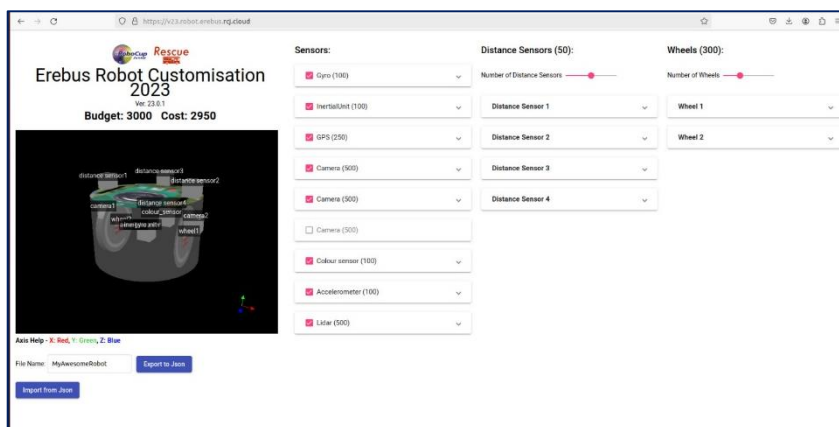 https://v23.robot.erebus.rcj.cloud
RoboCup Rescue
Erebus Robot Customisation
2023
Ver. 23.0.1
Budget: 3000 Cost: 2950
distance sensor3
distance sensor1
distance sensor2
camera1
distance sensor4
colour_sensor
camera2
wheel1
Axis Help - X: Red, Y: Green, Z: Blue
File Name: MyAwesomeRobot
Export to Json
Import from Json
Sensors:
Gyro (100)
InertialUnit (100)
GPS (250)
Camera (500)
Camera (500)
Camera (500)
Colour sensor (100)
Accelerometer (100)
Lidar (500)
Distance Sensors (50):
Number of Distance Sensors
Distance Sensor 1
Distance Sensor 2
Distance Sensor 3
Distance Sensor 4
Wheels (300):
Number of Wheels
Wheel 1
Wheel 2